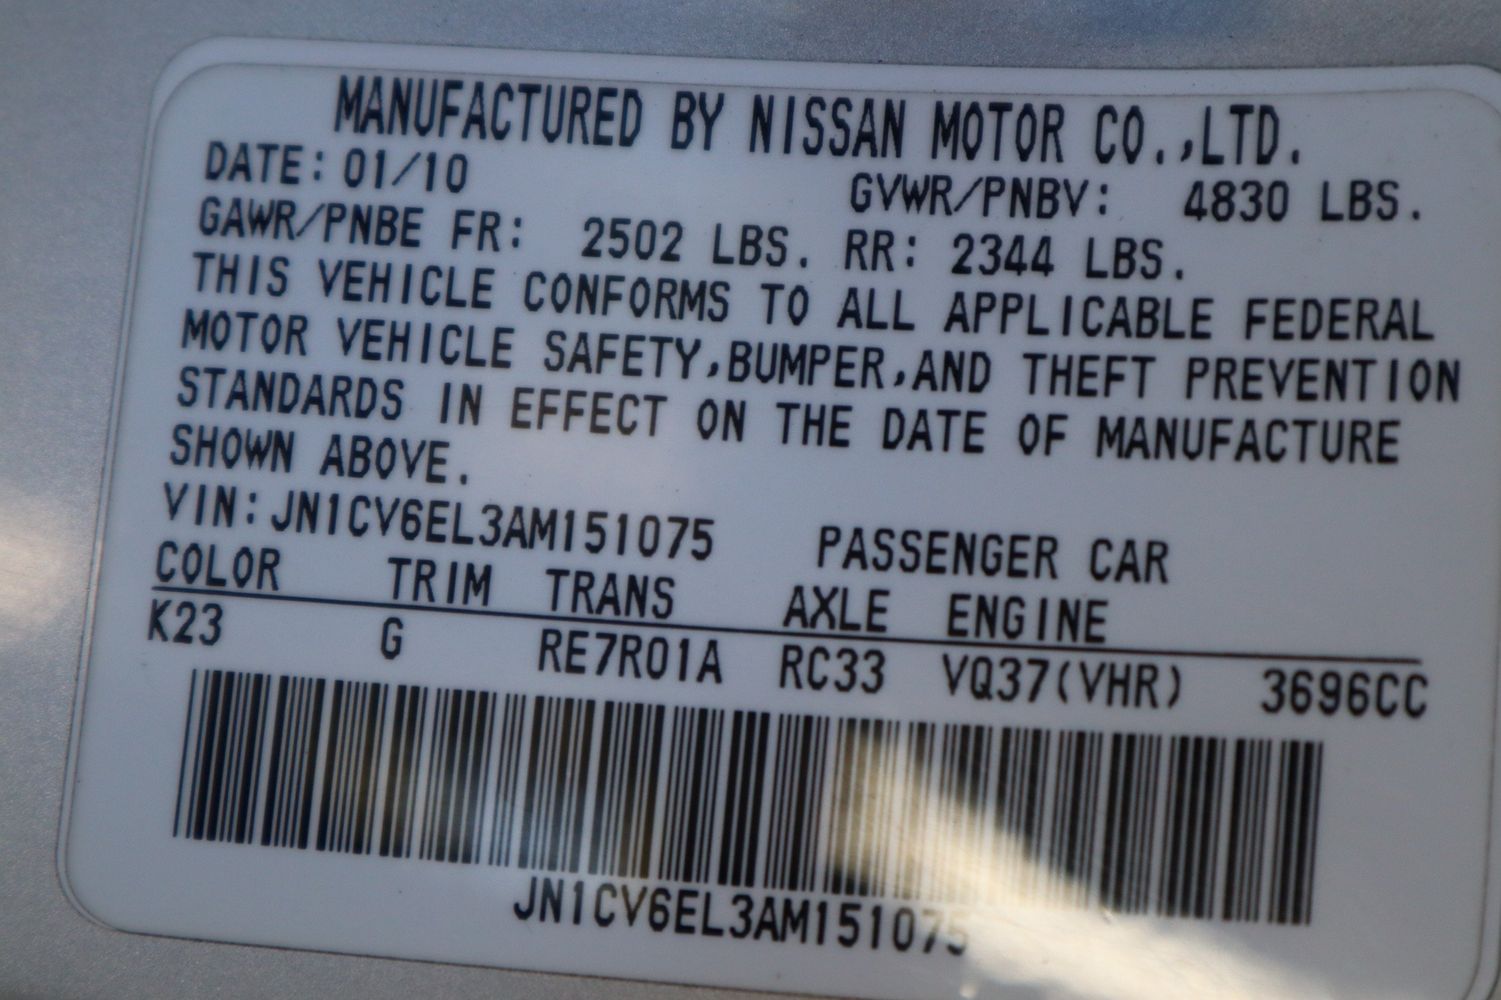 MANUFACTURED BY NISSAN MOTOR CO.,LTD.
DATE: 01/10 GVWR/PNBV: 4830 LBS.
GAWR/PNBE FR: 2502 LBS. RR: 2344 LBS.
THIS VEHICLE CONFORMS TO ALL APPLICABLE FEDERAL
MOTOR VEHICLE SAFETY,BUMPER,AND THEFT PREVENTION
STANDARDS IN EFFECT ON THE DATE OF MANUFACTURE
SHOWN ABOVE.
VIN:JN1CV6EL3AM151075 PASSENGER CAR
COLOR TRIM TRANS AXLE ENGINE
K23 G RE7R01A RC33 VQ37(VHR) 3696CC
JN1CV6EL3AM151075